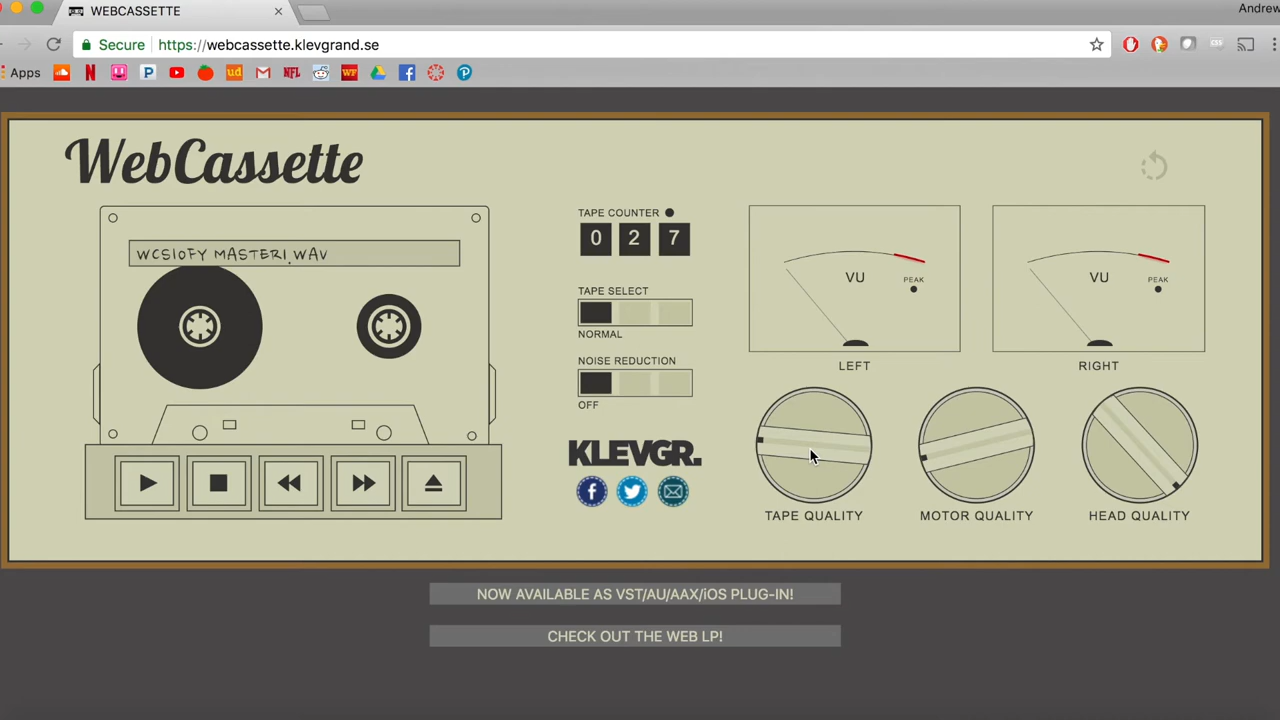 WEBCASSETTE
Andrew
Secure https://webcassette.klevgrand.se
Apps
WebCassette
WCS10FY MASTER1.WAV
TAPE COUNTER
0 2 7
TAPE SELECT
NORMAL
NOISE REDUCTION
OFF
KLEVGR.
VU
PEAK
LEFT
VU
PEAK
RIGHT
TAPE QUALITY
MOTOR QUALITY
HEAD QUALITY
NOW AVAILABLE AS VST/AU/AAX/iOS PLUG-IN!
CHECK OUT THE WEB LP!